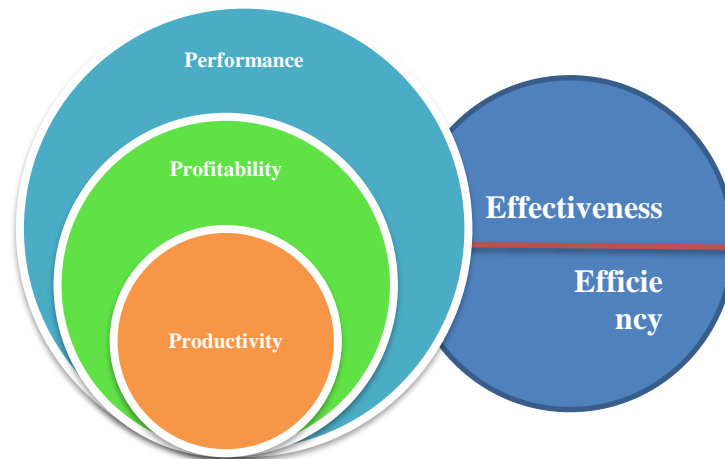 Performance
Profitability
Productivity
Effectiveness
Efficie
ncy